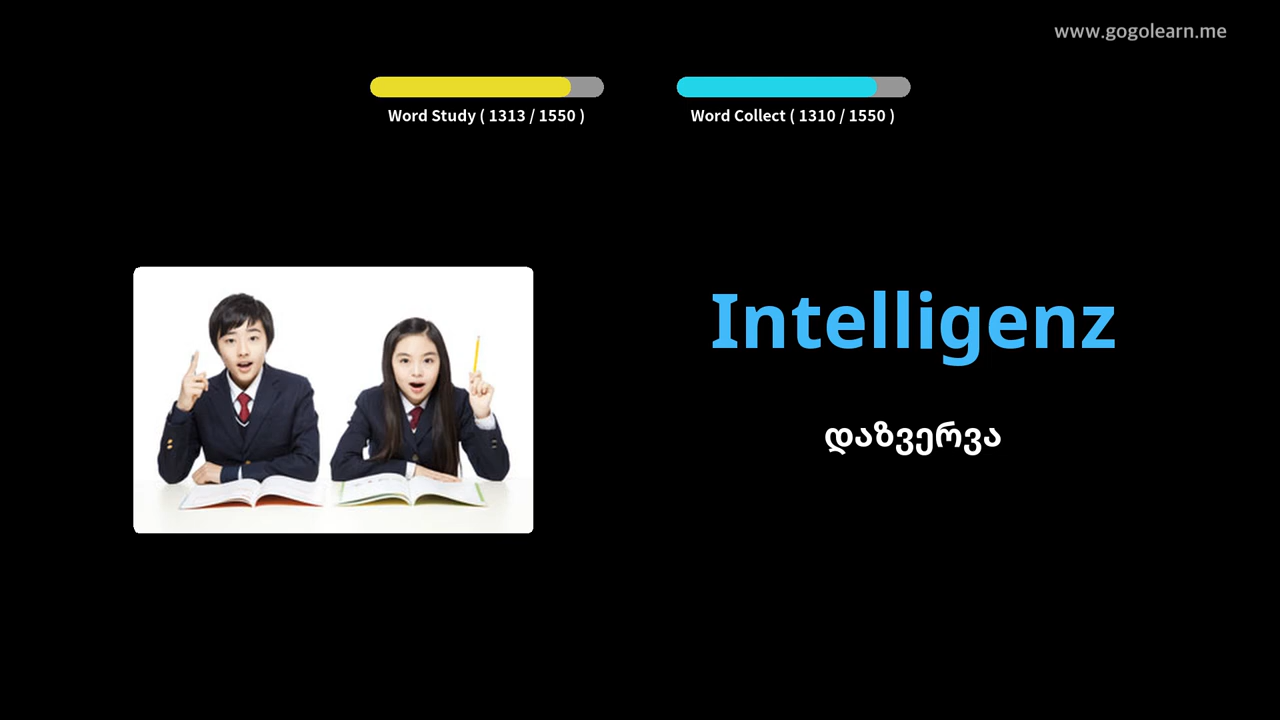 www.gogolearn.me
Word Study ( 1313 / 1550 )
Word Collect ( 1310 / 1550 )
Intelligenz
დაზვერვა